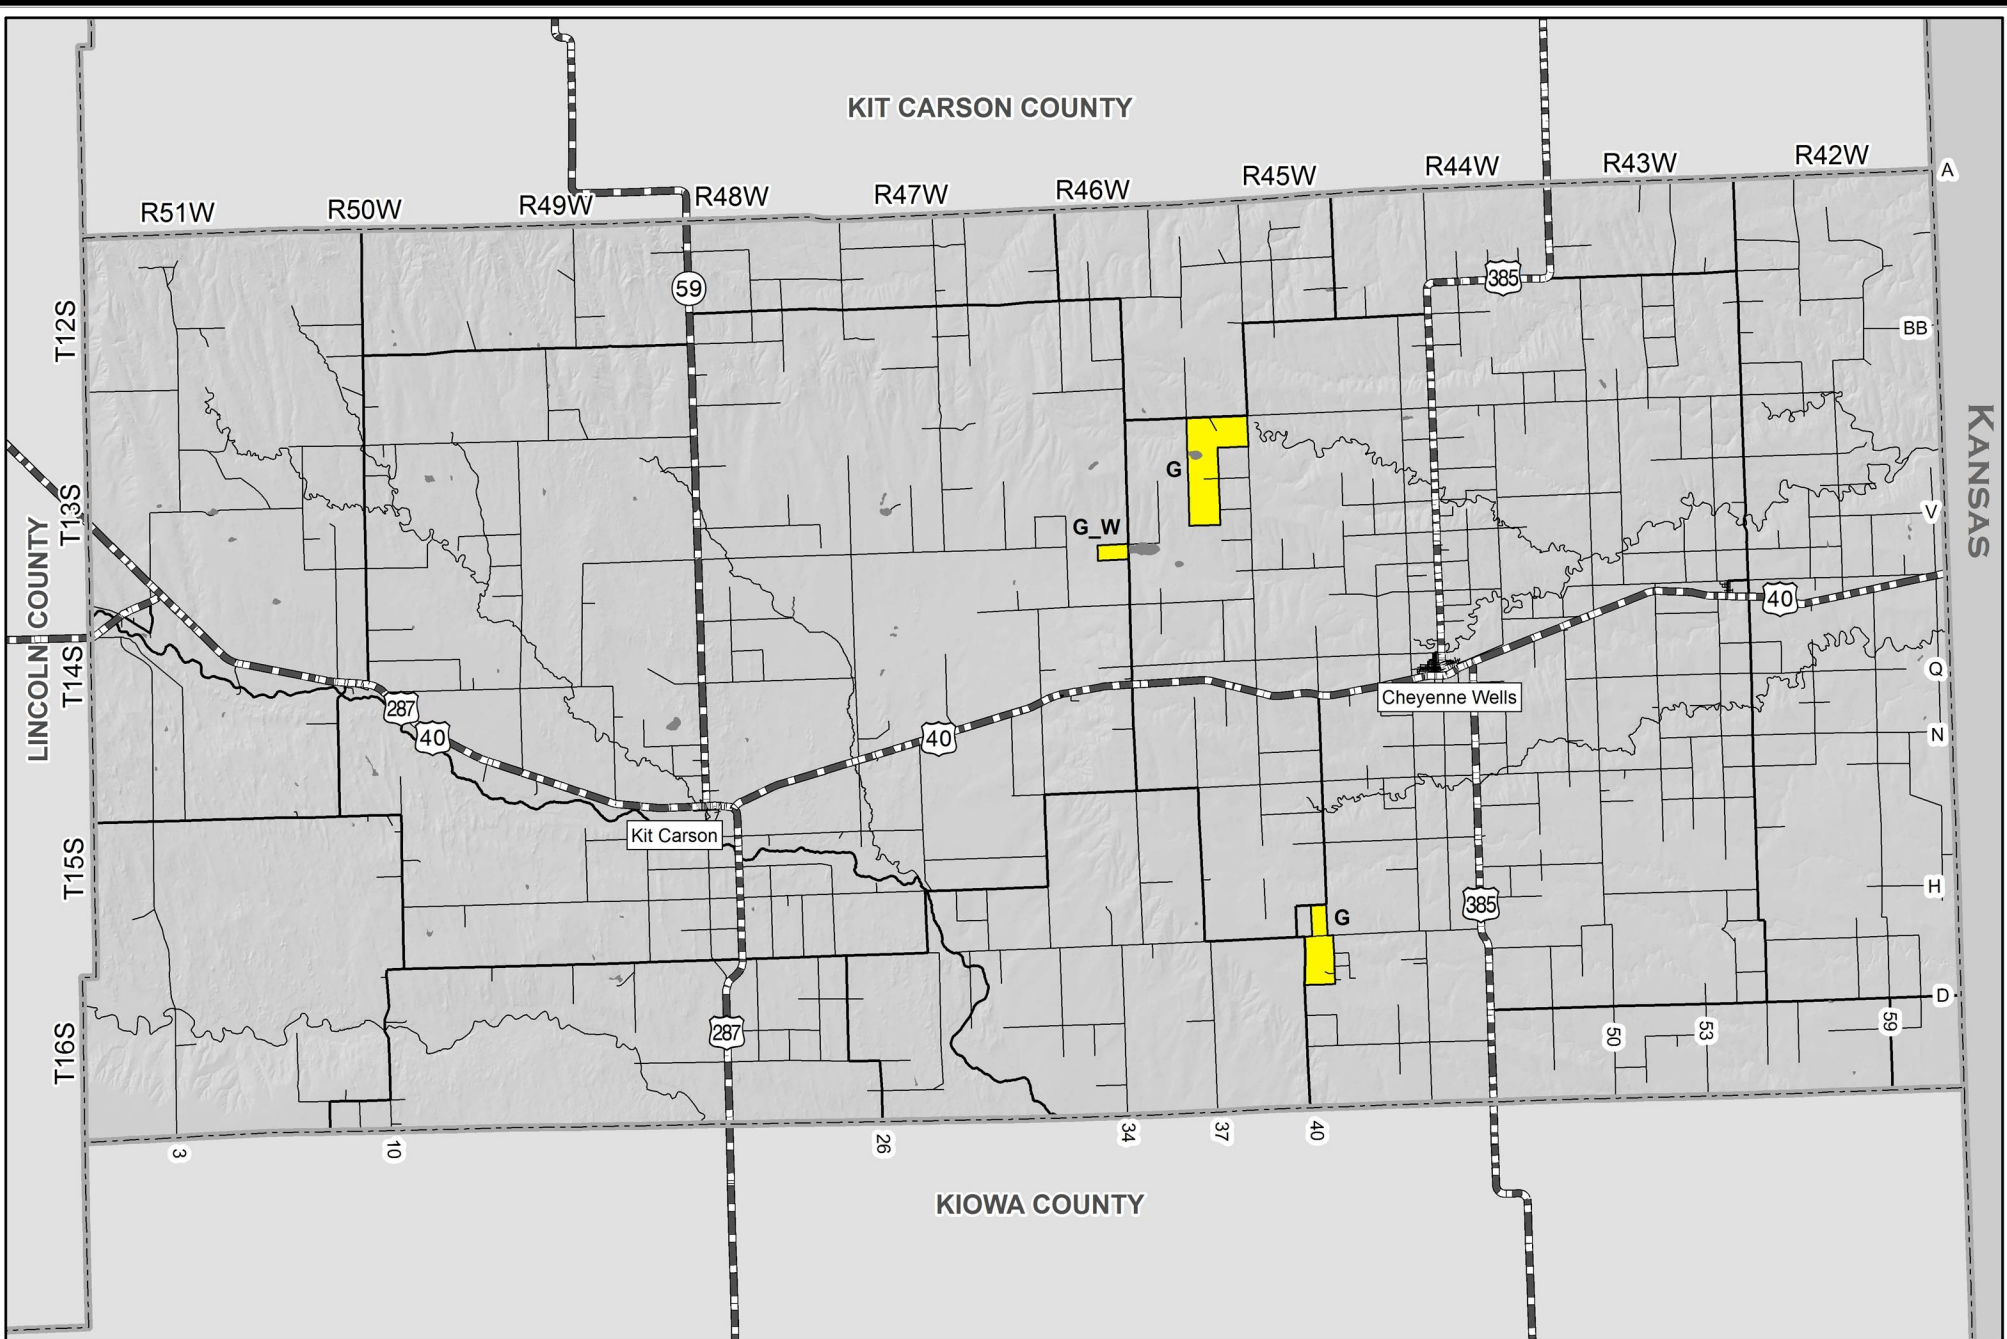 KIT CARSON COUNTY
R51W
R50W
R49W
R48W
R47W
R46W
R45W
R44W
R43W
R42W
A
385
59
T12S
BB
KANSAS
G
T13S
V
G_W
LINCOLN COUNTY
40
T14S
Q
Cheyenne Wells
287
40
40
N
Kit Carson
T15S
H
385
G
D
T16S
287
50
53
59
3
10
26
34
37
40
KIOWA COUNTY